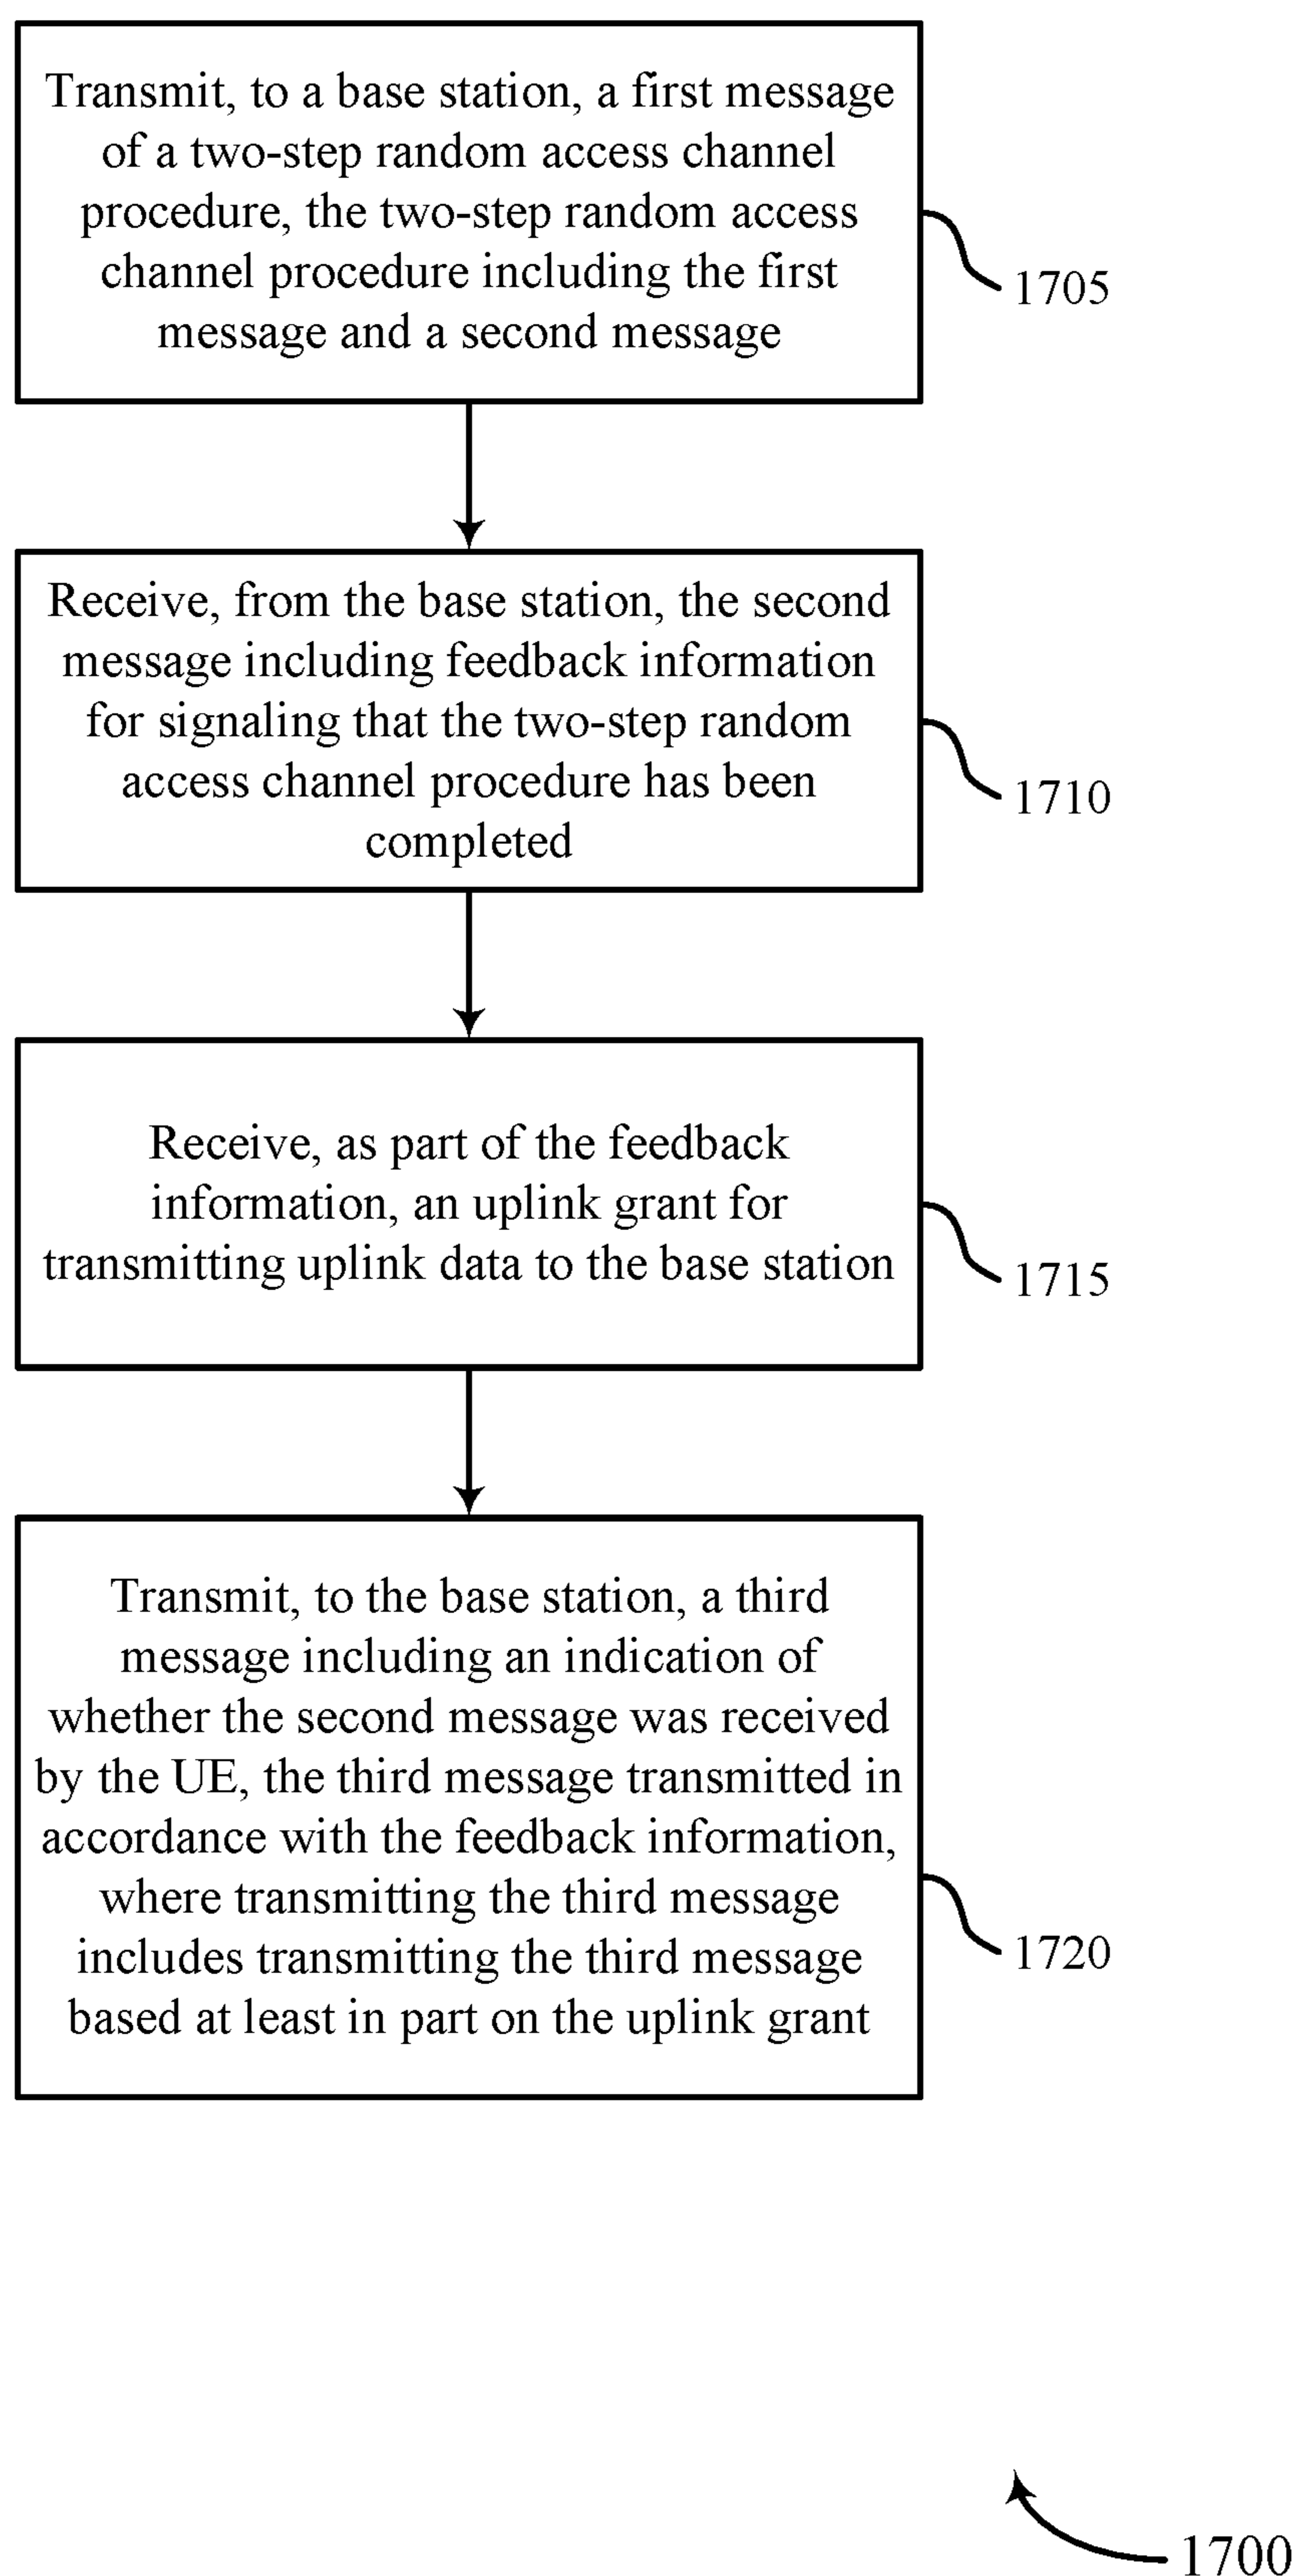 Transmit, to a base station, a first message
of a two-step random access channel
procedure, the two-step random access
channel procedure including the first
message and a second message
1705
Receive, from the base station, the second
message including feedback information
for signaling that the two-step random
access channel procedure has been
completed
1710
Receive, as part of the feedback
information, an uplink grant for
transmitting uplink data to the base station
1715
Transmit, to the base station, a third
message including an indication of
whether the second message was received
by the UE, the third message transmitted in
accordance with the feedback information,
where transmitting the third message
includes transmitting the third message
based at least in part on the uplink grant
1720
1700